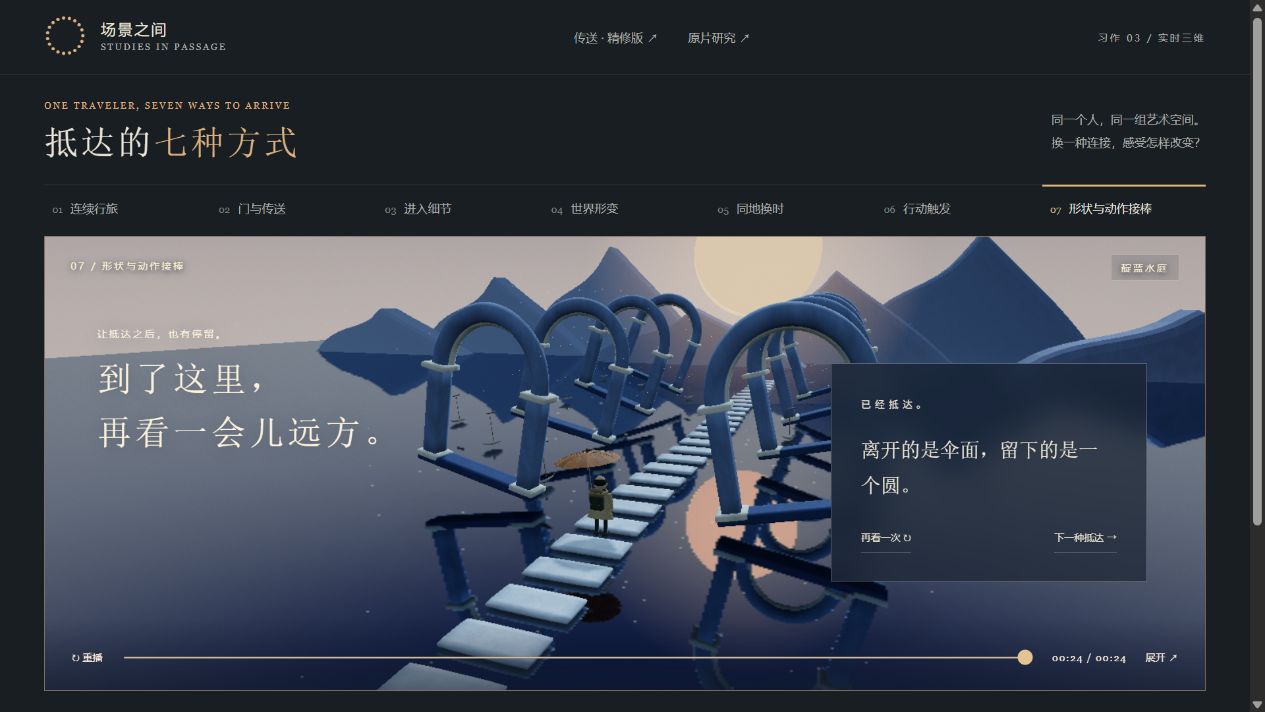 场景之间
STUDIES IN PASSAGE
传送 · 精修版 ↗
原片研究 ↗
习作 03 / 实时三维
ONE TRAVELER, SEVEN WAYS TO ARRIVE
抵达的七种方式
同一个人，同一组艺术空间。
换一种连接，感受怎样改变？
01 连续行旅
02 门与传送
03 进入细节
04 世界形变
05 同地换时
06 行动触发
07 形状与动作接棒
07 / 形状与动作接棒
靛蓝水庭
让抵达之后，也有停留。
到了这里，
再看一会儿远方。
已经抵达。
离开的是伞面，留下的是一
个圆。
再看一次 ↻
下一种抵达 →
↻ 重播
00:24 / 00:24
展开 ↗